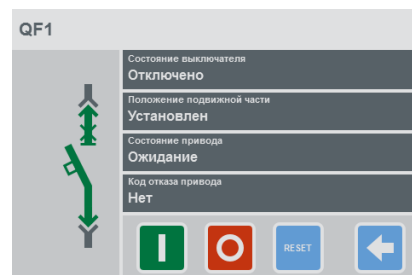 QF1
Состояние выключателя
Отключено
Положение подвижной части
Установлен
Состояние привода
Ожидание
Код отказа привода
Нет
RESET